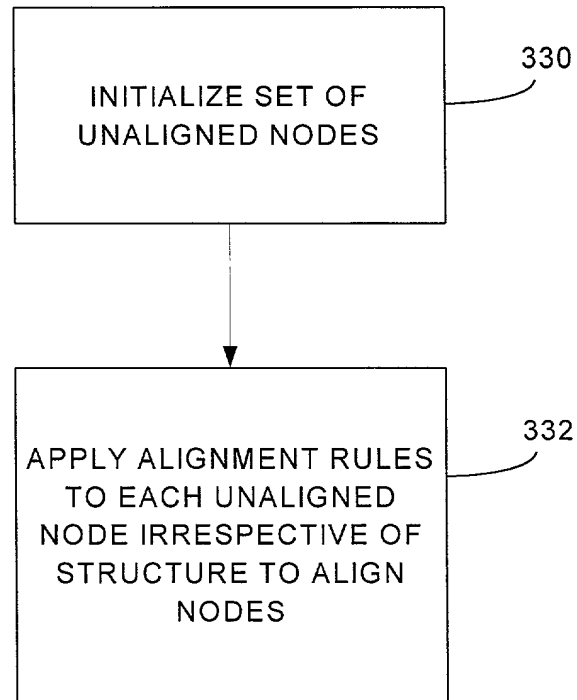 INITIALIZE SET OF
UNALIGNED NODES
330
APPLY ALIGNMENT RULES
TO EACH UNALIGNED
NODE IRRESPECTIVE OF
STRUCTURE TO ALIGN
NODES
332